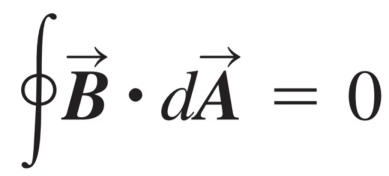 ∮ B⃗ • dA⃗ = 0